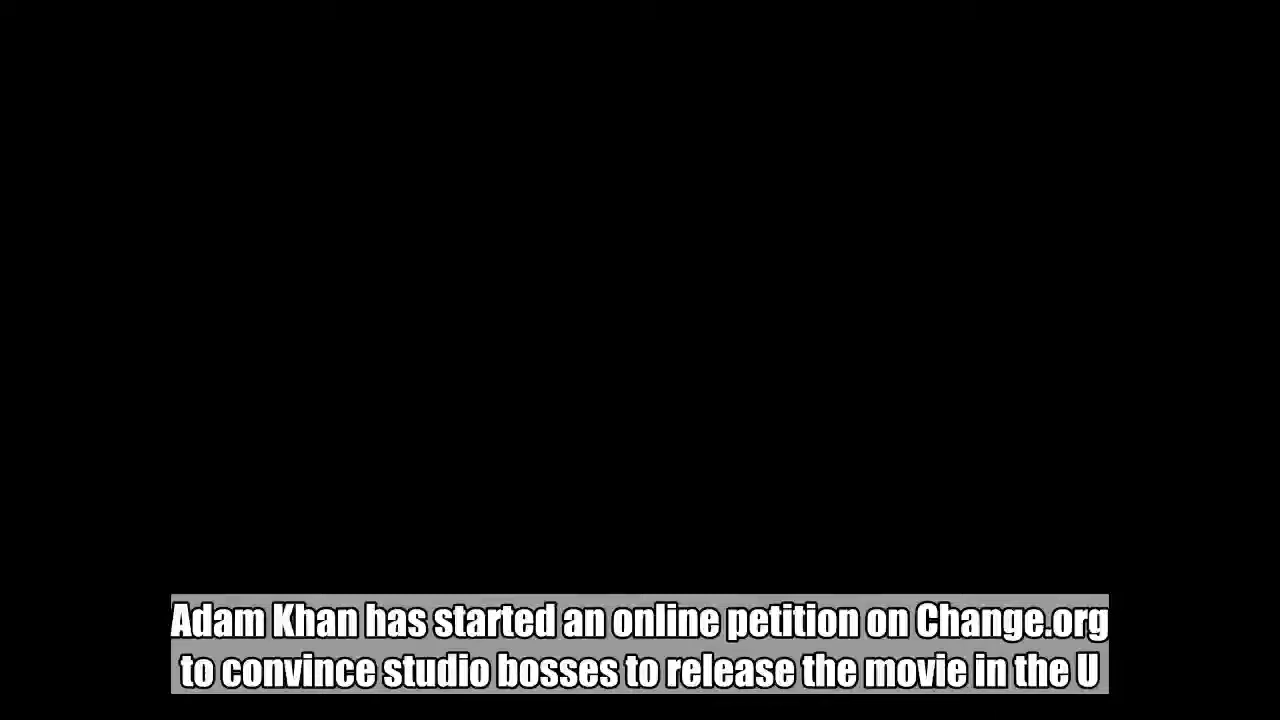 Adam Khan has started an online petition on Change.org
to convince studio bosses to release the movie in the U